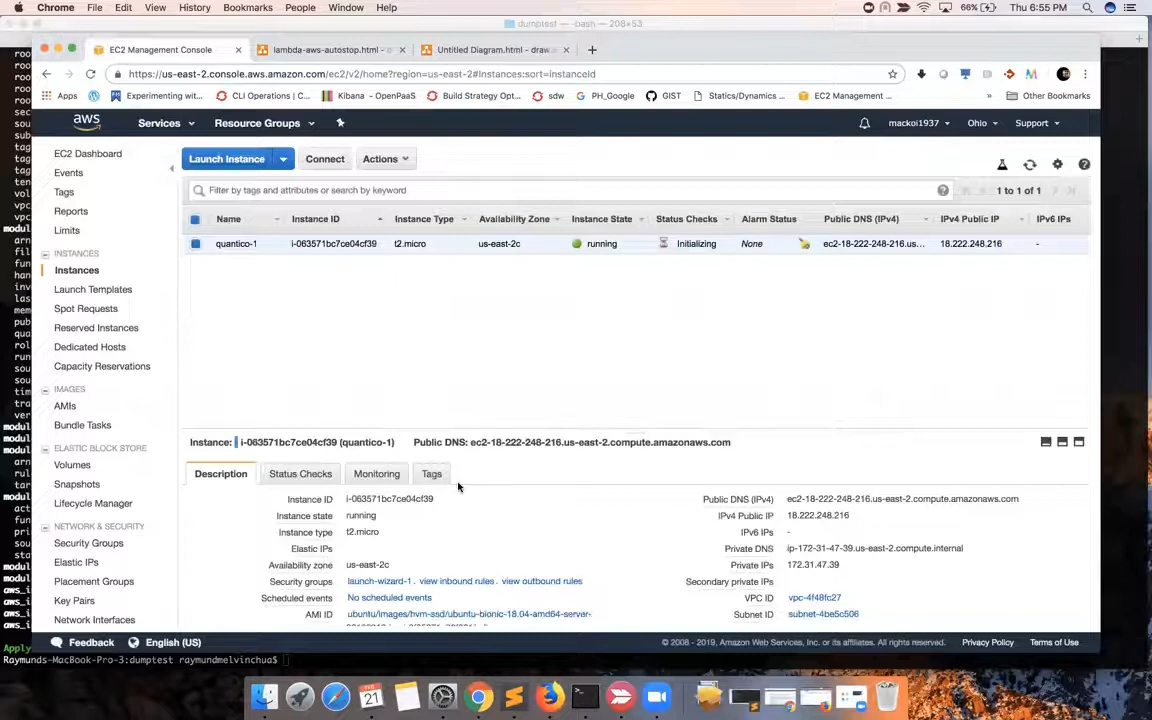 Chrome File Edit View History Bookmarks People Window Help 66% Thu 6:55 PM
dumptest — -bash — 208×53
EC2 Management Console
lambda-aws-autostop.html -
Untitled Diagram.html - draw
https://us-east-2.console.aws.amazon.com/ec2/v2/home?region=us-east-2#Instances:sort=instanceId
Apps Experimenting wit... CLI Operations | C... Kibana - OpenPaaS Build Strategy Opt... sdw PH_Google GIST Statics/Dynamics ... EC2 Management ... » Other Bookmarks
aws Services Resource Groups mackoi1937 Ohio Support
EC2 Dashboard
Events
Tags
Reports
Limits
INSTANCES
Instances
Launch Templates
Spot Requests
Reserved Instances
Dedicated Hosts
Capacity Reservations
IMAGES
AMIs
Bundle Tasks
ELASTIC BLOCK STORE
Volumes
Snapshots
Lifecycle Manager
NETWORK & SECURITY
Security Groups
Elastic IPs
Placement Groups
Key Pairs
Network Interfaces
Launch Instance Connect Actions
Filter by tags and attributes or search by keyword
1 to 1 of 1
Name Instance ID Instance Type Availability Zone Instance State Status Checks Alarm Status Public DNS (IPv4) IPv4 Public IP IPv6 IPs
quantico-1 i-063571bc7ce04cf39 t2.micro us-east-2c running Initializing None ec2-18-222-248-216.us... 18.222.248.216 -
Instance: i-063571bc7ce04cf39 (quantico-1) Public DNS: ec2-18-222-248-216.us-east-2.compute.amazonaws.com
Description Status Checks Monitoring Tags
Instance ID i-063571bc7ce04cf39
Instance state running
Instance type t2.micro
Elastic IPs
Availability zone us-east-2c
Security groups launch-wizard-1. view inbound rules. view outbound rules
Scheduled events No scheduled events
AMI ID ubuntu/images/hvm-ssd/ubuntu-bionic-18.04-amd64-server-
Public DNS (IPv4) ec2-18-222-248-216.us-east-2.compute.amazonaws.com
IPv4 Public IP 18.222.248.216
IPv6 IPs -
Private DNS ip-172-31-47-39.us-east-2.compute.internal
Private IPs 172.31.47.39
Secondary private IPs
VPC ID vpc-4f48fc27
Subnet ID subnet-4be5c506
Feedback English (US) © 2008 - 2019, Amazon Web Services, Inc. or its affiliates. All rights reserved. Privacy Policy Terms of Use
Apply
Raymunds-MacBook-Pro-3:dumptest raymundmelvinchua$
FEB
21